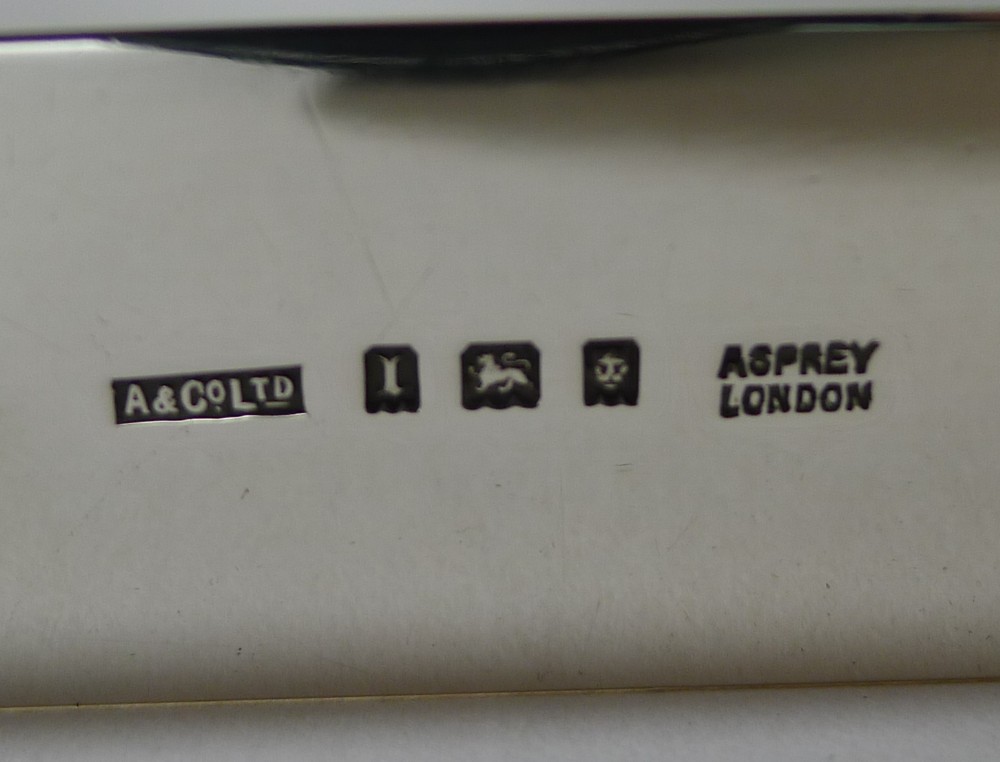 A & Co LTD
I
ASPREY
LONDON